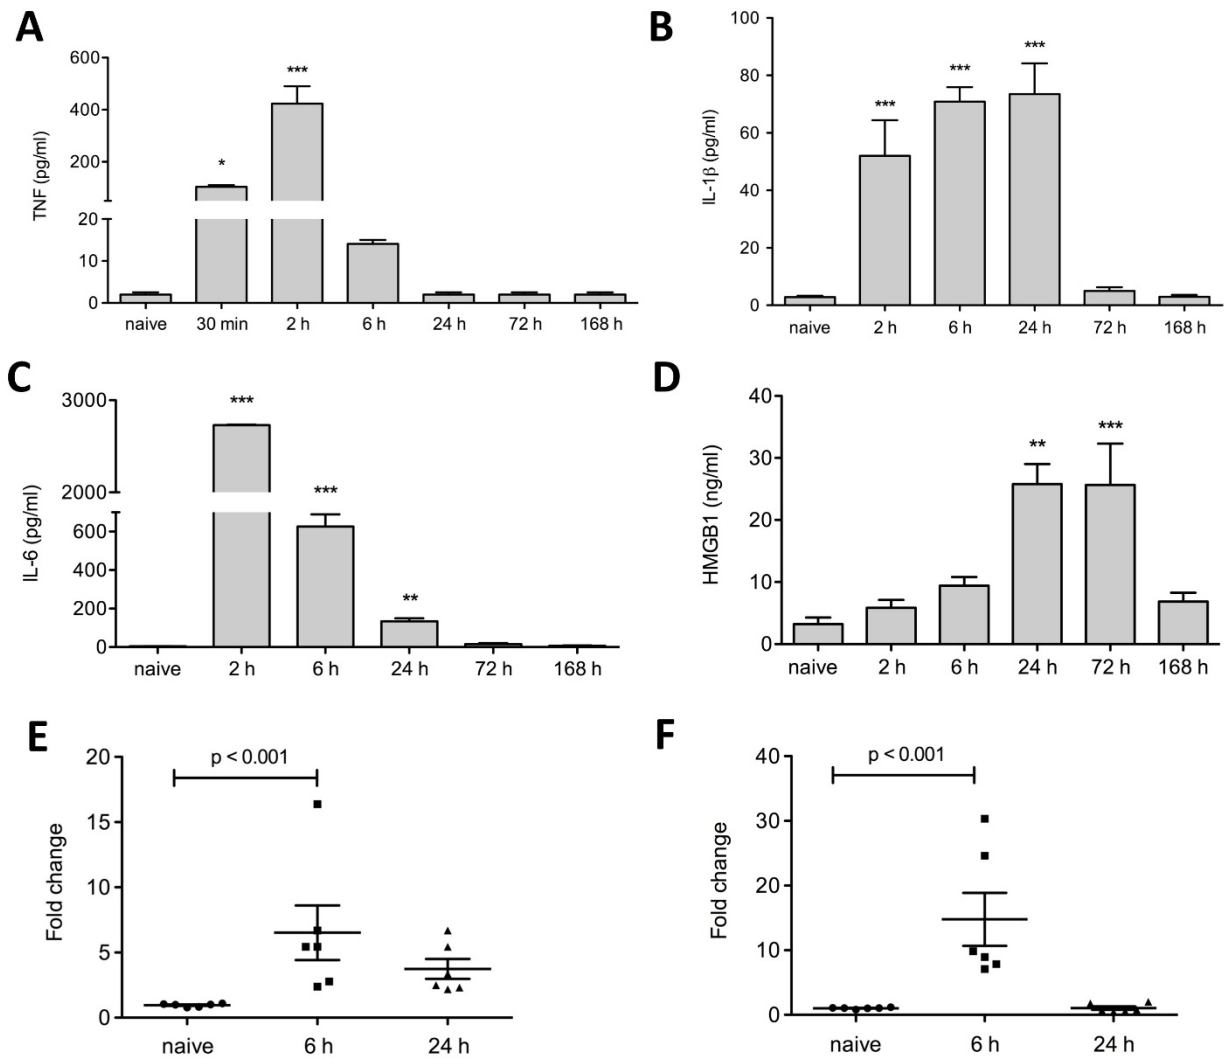 A
TNF (pg/ml)
600
400
200
20
10
0
*
***
naive 30 min 2 h 6 h 24 h 72 h 168 h
B
IL-1β (pg/ml)
100
80
60
40
20
0
***
***
***
naive 2 h 6 h 24 h 72 h 168 h
C
IL-6 (pg/ml)
3000
2000
600
400
200
0
***
***
**
naive 2 h 6 h 24 h 72 h 168 h
D
HMGB1 (ng/ml)
40
30
20
10
0
**
***
naive 2 h 6 h 24 h 72 h 168 h
E
Fold change
20
15
10
5
0
p < 0.001
naive 6 h 24 h
F
Fold change
40
30
20
10
0
p < 0.001
naive 6 h 24 h